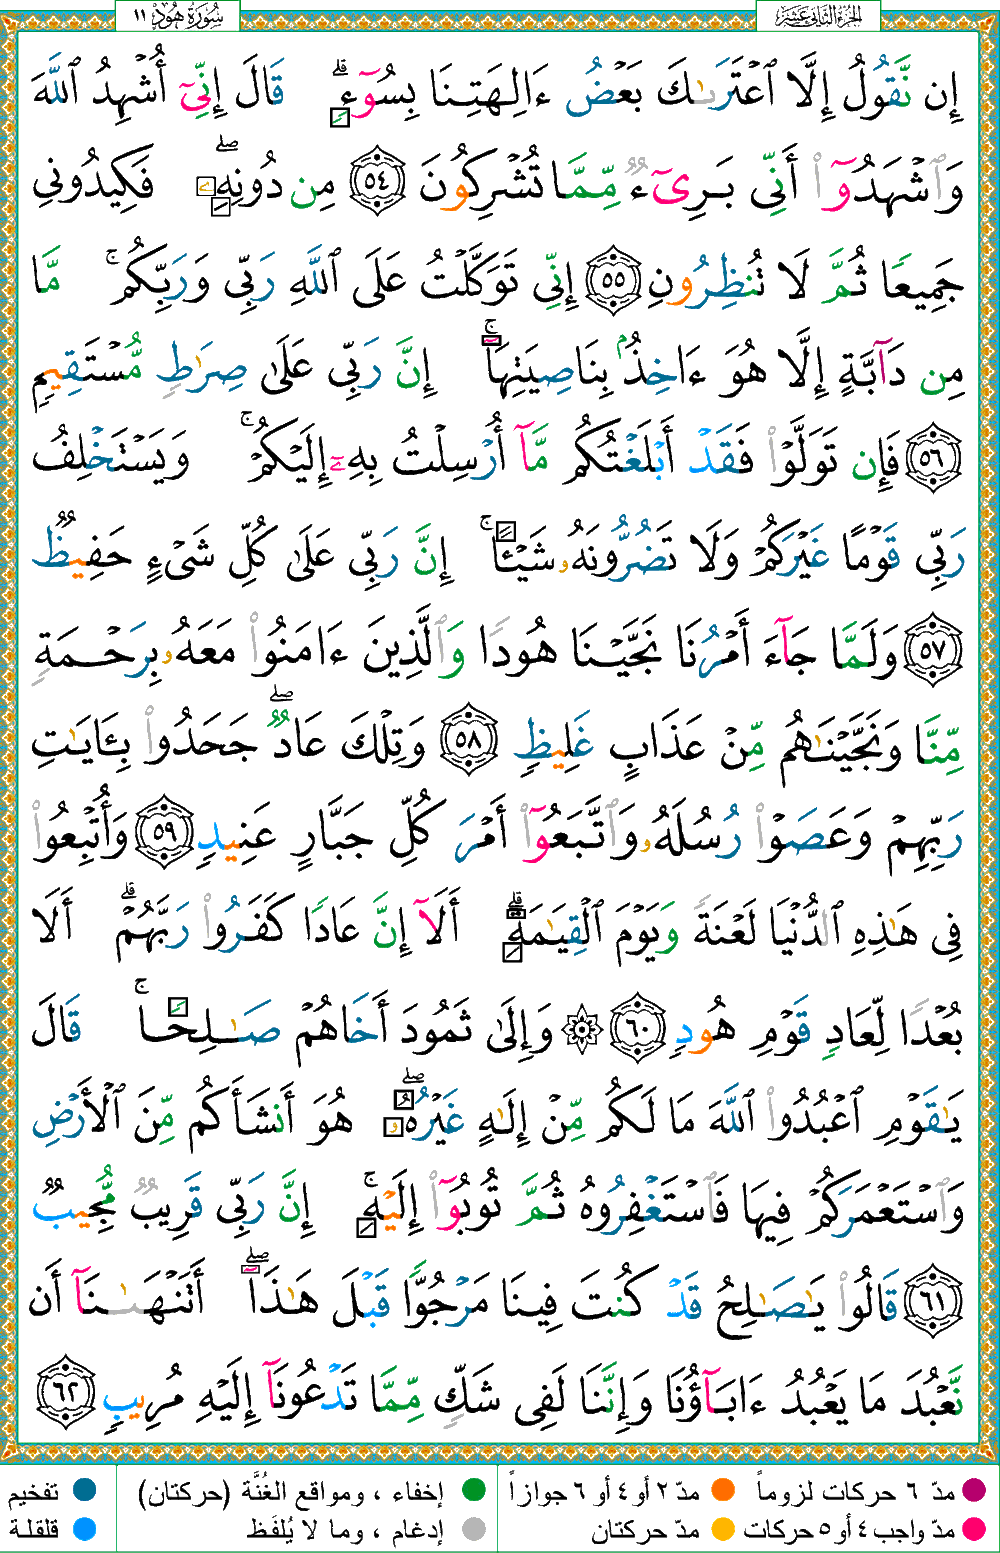 الجزء الثاني عشر
سُورَةُ هُودٍ ١١
إِن نَّقُولُ إِلَّا ٱعْتَرَىٰكَ بَعْضُ ءَالِهَتِنَا بِسُوٓءٍ ۗ قَالَ إِنِّىٓ أُشْهِدُ ٱللَّهَ
وَٱشْهَدُوٓا۟ أَنِّى بَرِىٓءٌ مِّمَّا تُشْرِكُونَ ٥٤ مِن دُونِهِۦ ۖ فَكِيدُونِى
جَمِيعًا ثُمَّ لَا تُنظِرُونِ ٥٥ إِنِّى تَوَكَّلْتُ عَلَى ٱللَّهِ رَبِّى وَرَبِّكُم ۚ مَّا
مِن دَآبَّةٍ إِلَّا هُوَ ءَاخِذٌۢ بِنَاصِيَتِهَآ ۚ إِنَّ رَبِّى عَلَىٰ صِرَٰطٍ مُّسْتَقِيمٍ
٥٦ فَإِن تَوَلَّوْا۟ فَقَدْ أَبْلَغْتُكُم مَّآ أُرْسِلْتُ بِهِۦٓ إِلَيْكُمْ ۚ وَيَسْتَخْلِفُ
رَبِّى قَوْمًا غَيْرَكُمْ وَلَا تَضُرُّونَهُۥ شَيْـًٔا ۚ إِنَّ رَبِّى عَلَىٰ كُلِّ شَىْءٍ حَفِيظٌ
٥٧ وَلَمَّا جَآءَ أَمْرُنَا نَجَّيْنَا هُودًا وَٱلَّذِينَ ءَامَنُوا۟ مَعَهُۥ بِرَحْمَةٍ
مِّنَّا وَنَجَّيْنَٰهُم مِّنْ عَذَابٍ غَلِيظٍ ٥٨ وَتِلْكَ عَادٌ ۖ جَحَدُوا۟ بِـَٔايَٰتِ
رَبِّهِمْ وَعَصَوْا۟ رُسُلَهُۥ وَٱتَّبَعُوٓا۟ أَمْرَ كُلِّ جَبَّارٍ عَنِيدٍ ٥٩ وَأُتْبِعُوا۟
فِى هَٰذِهِ ٱلدُّنْيَا لَعْنَةً وَيَوْمَ ٱلْقِيَٰمَةِ ۗ أَلَآ إِنَّ عَادًا كَفَرُوا۟ رَبَّهُمْ ۗ أَلَا
بُعْدًا لِّعَادٍ قَوْمِ هُودٍ ٦٠ ۞ وَإِلَىٰ ثَمُودَ أَخَاهُمْ صَٰلِحًا ۚ قَالَ
يَٰقَوْمِ ٱعْبُدُوا۟ ٱللَّهَ مَا لَكُم مِّنْ إِلَٰهٍ غَيْرُهُۥ ۖ هُوَ أَنشَأَكُم مِّنَ ٱلْأَرْضِ
وَٱسْتَعْمَرَكُمْ فِيهَا فَٱسْتَغْفِرُوهُ ثُمَّ تُوبُوٓا۟ إِلَيْهِ ۚ إِنَّ رَبِّى قَرِيبٌ مُّجِيبٌ
٦١ قَالُوا۟ يَٰصَٰلِحُ قَدْ كُنتَ فِينَا مَرْجُوًّا قَبْلَ هَٰذَآ ۖ أَتَنْهَىٰنَآ أَن
نَّعْبُدَ مَا يَعْبُدُ ءَابَآؤُنَا وَإِنَّنَا لَفِى شَكٍّ مِّمَّا تَدْعُونَآ إِلَيْهِ مُرِيبٍ ٦٢
مدّ ٦ حركات لزوماً مدّ ٢ أو ٤ أو ٦ جوازاً إخفاء ، ومواقع الغُنَّة (حركتان) تفخيم
مدّ واجب ٤ أو ٥ حركات مدّ حركتان إدغام ، وما لا يُلفَظ قلقلة